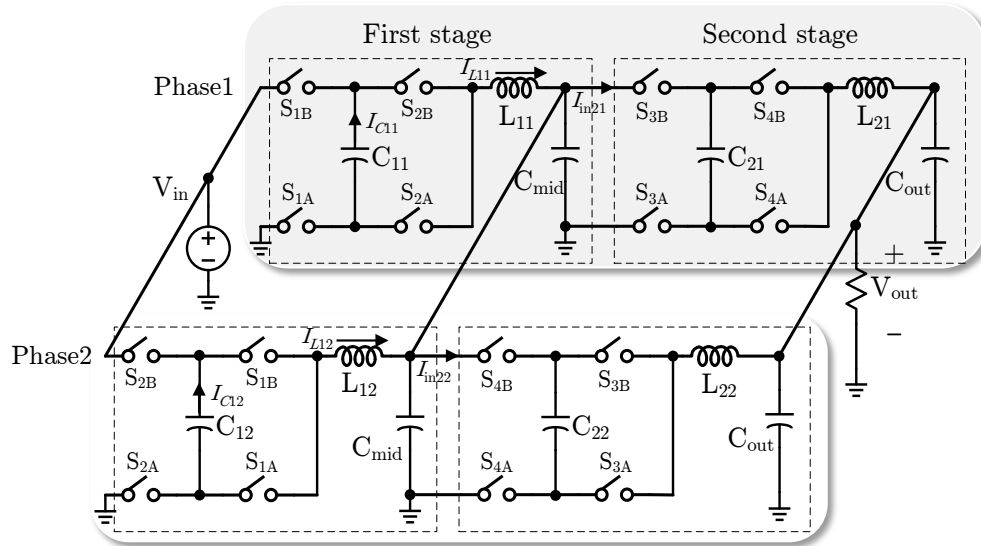 First stage
Second stage
Phase1
S1B
S2B
IL11
L11
Iin21
S3B
S4B
L21
IC11
C11
Cmid
C21
Cout
Vin
S1A
S2A
S3A
S4A
+
−
+
Vout
−
Phase2
S2B
S1B
IL12
L12
Iin22
S4B
S3B
L22
IC12
C12
Cmid
C22
Cout
S2A
S1A
S4A
S3A